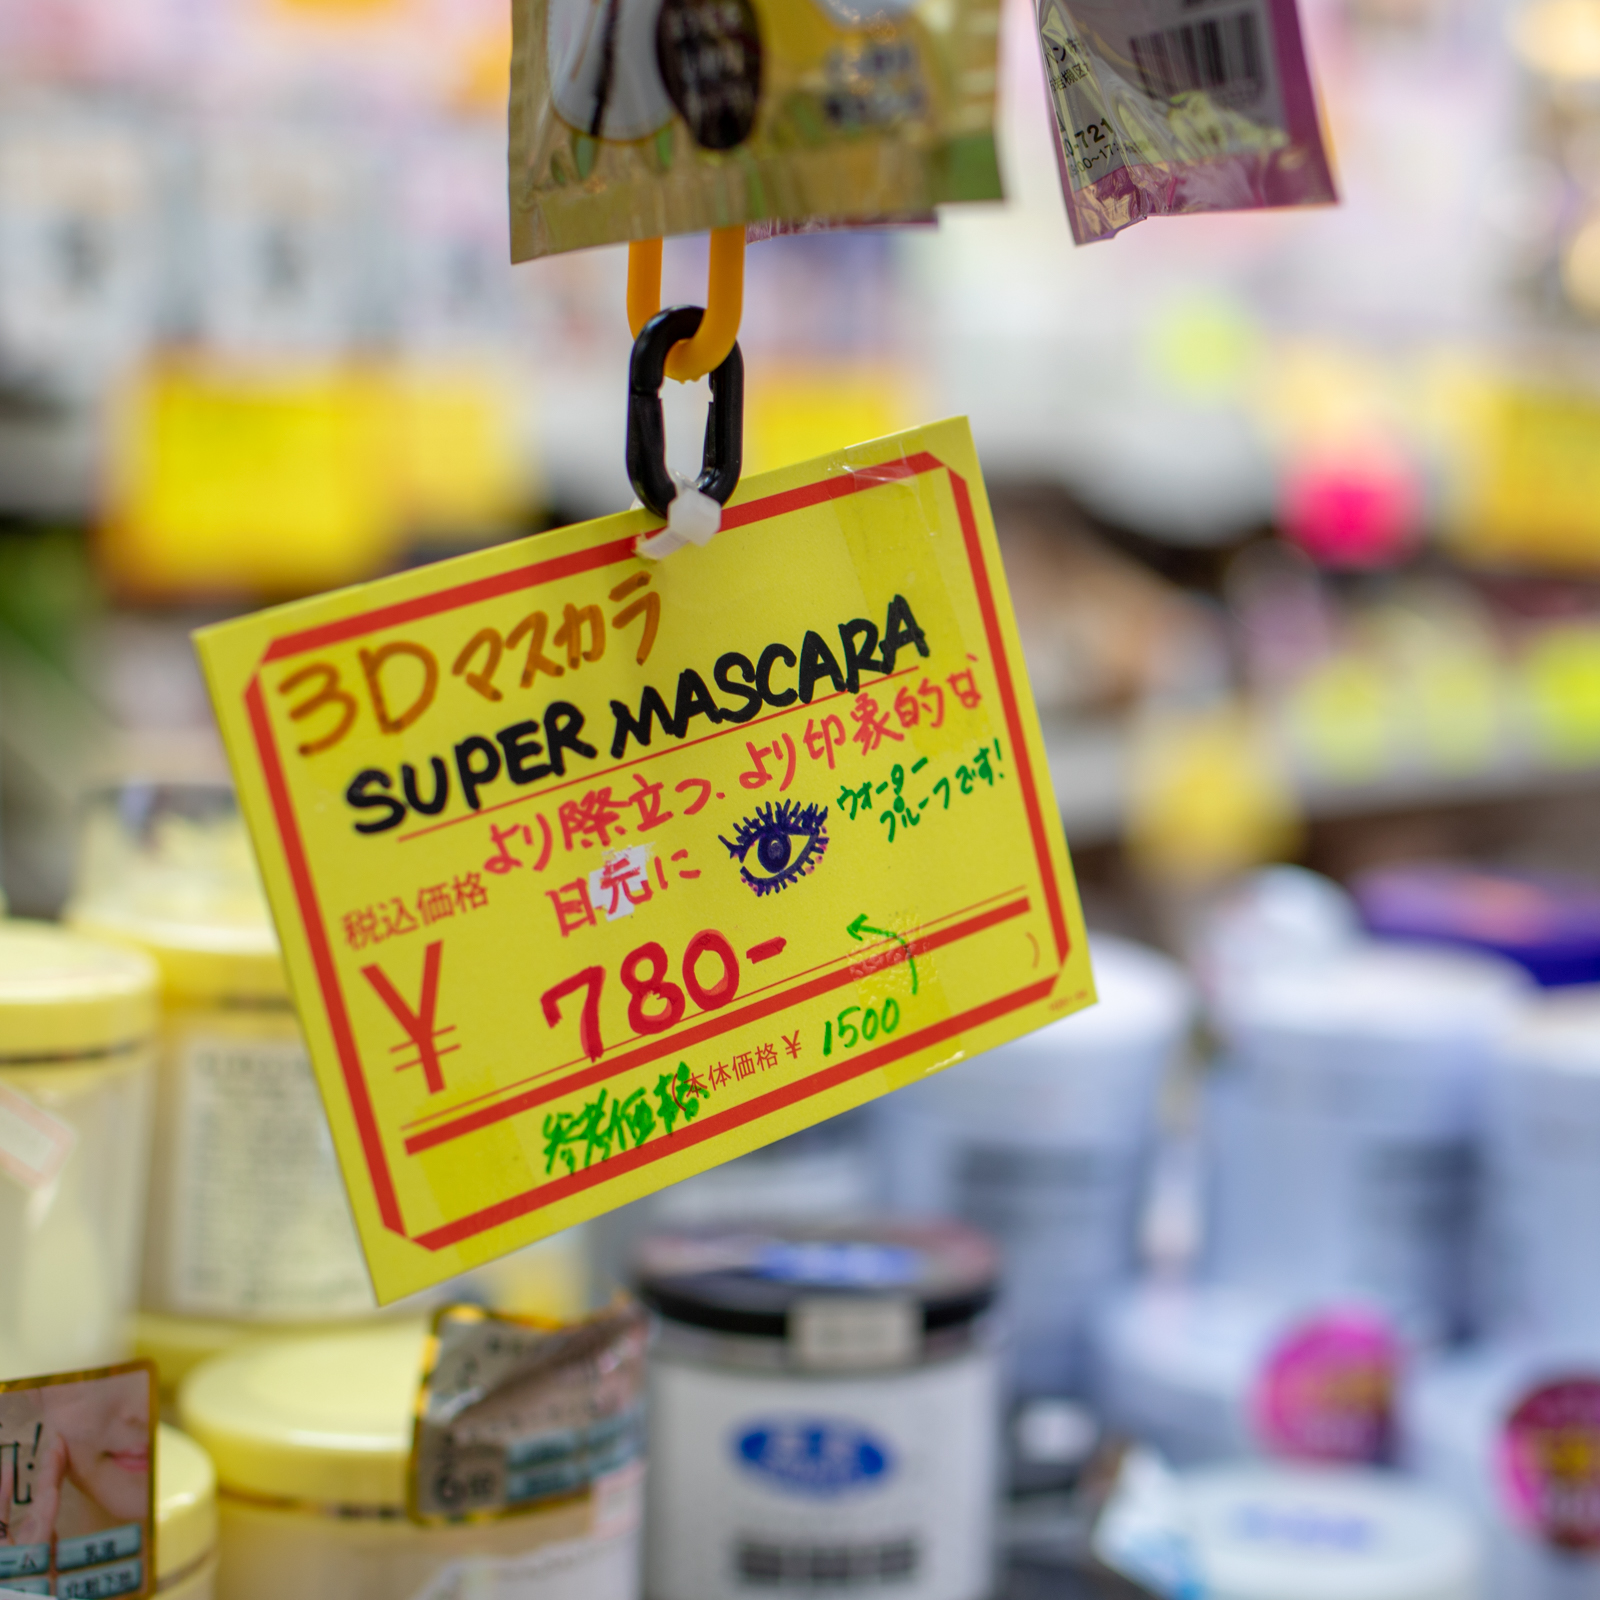 3Dマスカラ
SUPER MASCARA
より際立つ、より印象的な
目元に
ウォーター
プルーフです!
税込価格
¥ 780-
参考価格
(本体価格¥ 1500 )